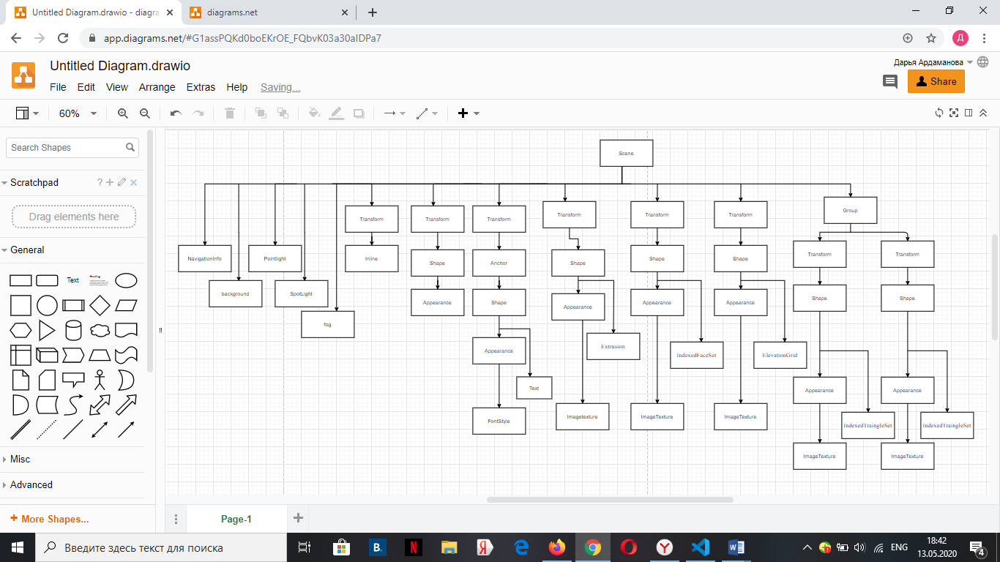 Untitled Diagram.drawio - diagra
diagrams.net
app.diagrams.net/#G1assPQKd0boEKrOE_FQbvK03a30aIDPa7
Д
Untitled Diagram.drawio
Дарья Ардаманова
File Edit View Arrange Extras Help Saving...
Share
60%
Search Shapes
Scratchpad
?
Drag elements here
General
Text
Heading
Misc
Advanced
More Shapes...
Scene
Transform
Transform
Transform
Transform
Transform
Transform
Group
NavigationInfo
Pointlight
Inline
Shape
Anchor
Shape
Shape
Shape
Transform
Transform
background
SpotLight
Appearance
Shape
Appearance
Appearance
Appearance
Shape
Shape
fog
Appearance
Extrusion
IndexedFaceSet
ElevationGrid
Text
Appearance
Appearance
FontStyle
Imagetexture
ImageTexture
ImageTexture
IndexedTraingleSet
IndexedTraingleSet
ImageTexture
ImageTexture
Page-1
Введите здесь текст для поиска
B.
N
Я
Y
W
ENG
18:42
13.05.2020
4